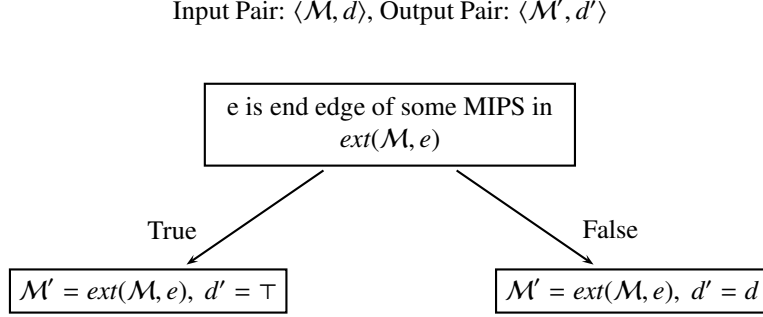 Input Pair: ⟨ℳ, d⟩, Output Pair: ⟨ℳ′, d′⟩
e is end edge of some MIPS in
ext(ℳ, e)
True
False
ℳ′ = ext(ℳ, e), d′ = ⊤
ℳ′ = ext(ℳ, e), d′ = d